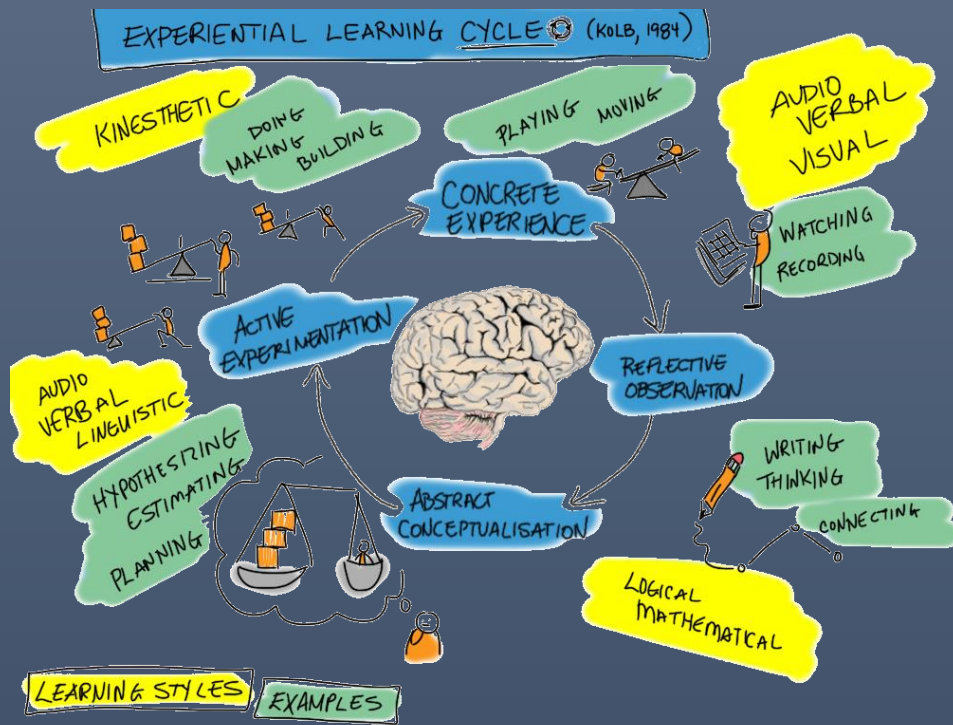 EXPERIENTIAL LEARNING CYCLE (KOLB, 1984)
KINESTHETIC
DOING
MAKING
BUILDING
PLAYING
MOVING
AUDIO
VERBAL
VISUAL
CONCRETE
EXPERIENCE
WATCHING
RECORDING
ACTIVE
EXPERIMENTATION
REFLECTIVE
OBSERVATION
AUDIO
VERBAL
LINGUISTIC
HYPOTHESIZING
ESTIMATING
PLANNING
ABSTRACT
CONCEPTUALISATION
WRITING
THINKING
CONNECTING
LOGICAL
MATHEMATICAL
LEARNING STYLES
EXAMPLES